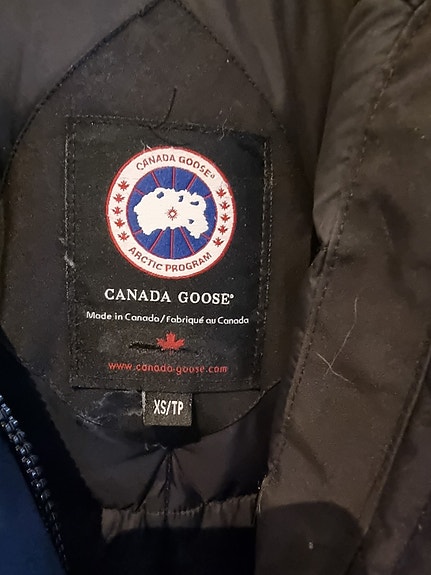 CANADA GOOSE®
ARCTIC PROGRAM
CANADA GOOSE®
Made in Canada/Fabriqué au Canada
www.canada-goose.com
XS/TP